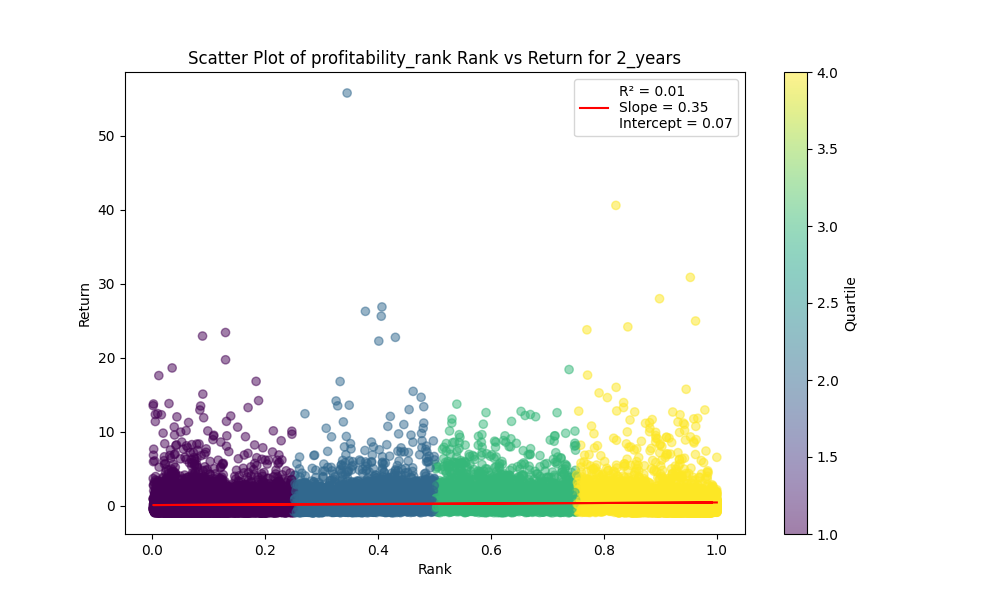 Scatter Plot of profitability_rank Rank vs Return for 2_years
R² = 0.01
Slope = 0.35
Intercept = 0.07
Return
50
40
30
20
10
0
0.0 0.2 0.4 0.6 0.8 1.0
Rank
4.0
3.5
3.0
2.5
2.0
1.5
1.0
Quartile